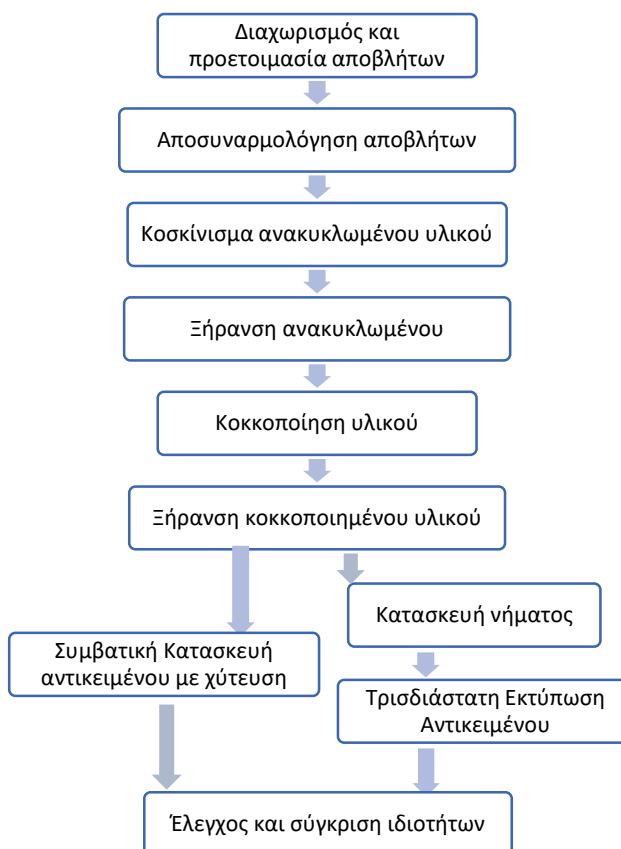 Διαχωρισμός και
προετοιμασία αποβλήτων
Αποσυναρμολόγηση αποβλήτων
Κοσκίνισμα ανακυκλωμένου υλικού
Ξήρανση ανακυκλωμένου
Κοκκοποίηση υλικού
Ξήρανση κοκκοποιημένου υλικού
Κατασκευή νήματος
Συμβατική Κατασκευή
αντικειμένου με χύτευση
Τρισδιάστατη Εκτύπωση
Αντικειμένου
Έλεγχος και σύγκριση ιδιοτήτων